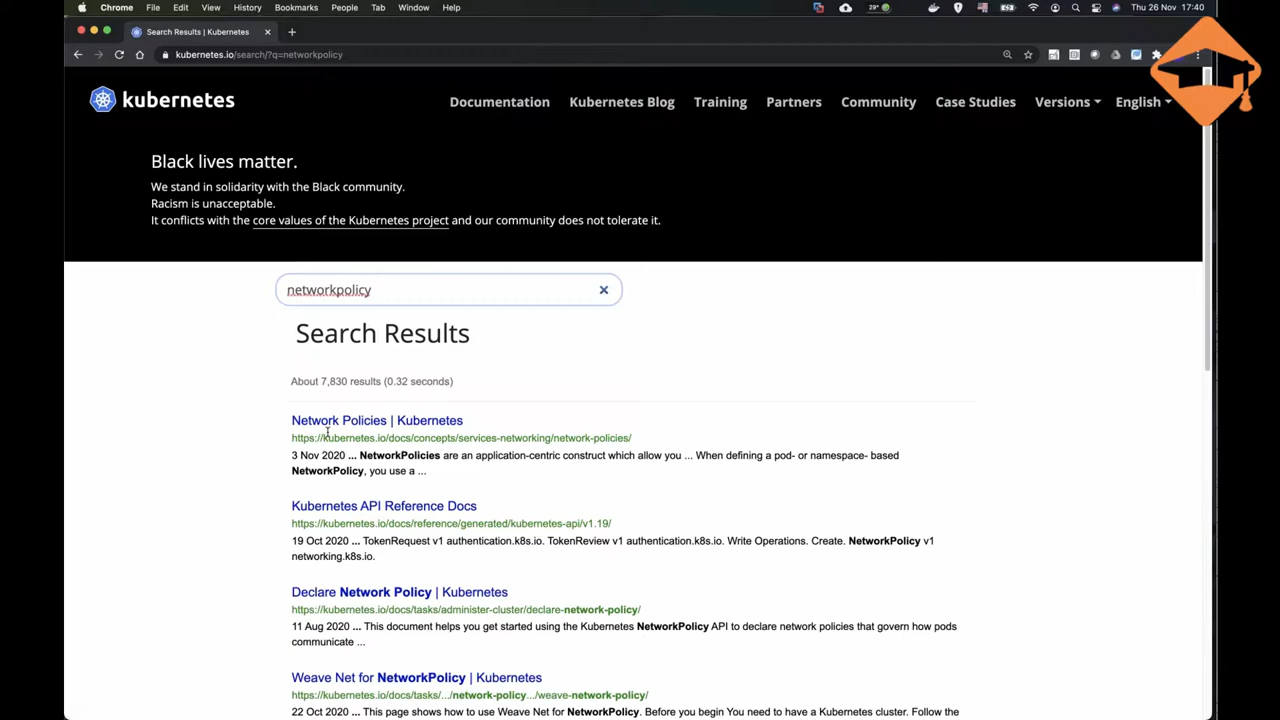 Chrome File Edit View History Bookmarks People Tab Window Help 29° Thu 26 Nov 17:40
Search Results | Kubernetes
kubernetes.io/search/?q=networkpolicy
kubernetes Documentation Kubernetes Blog Training Partners Community Case Studies Versions English
Black lives matter.
We stand in solidarity with the Black community.
Racism is unacceptable.
It conflicts with the core values of the Kubernetes project and our community does not tolerate it.
networkpolicy
Search Results
About 7,830 results (0.32 seconds)
Network Policies | Kubernetes
https://kubernetes.io/docs/concepts/services-networking/network-policies/
3 Nov 2020 ... NetworkPolicies are an application-centric construct which allow you ... When defining a pod- or namespace- based
NetworkPolicy, you use a ...
Kubernetes API Reference Docs
https://kubernetes.io/docs/reference/generated/kubernetes-api/v1.19/
19 Oct 2020 ... TokenRequest v1 authentication.k8s.io. TokenReview v1 authentication.k8s.io. Write Operations. Create. NetworkPolicy v1
networking.k8s.io.
Declare Network Policy | Kubernetes
https://kubernetes.io/docs/tasks/administer-cluster/declare-network-policy/
11 Aug 2020 ... This document helps you get started using the Kubernetes NetworkPolicy API to declare network policies that govern how pods
communicate ...
Weave Net for NetworkPolicy | Kubernetes
https://kubernetes.io/docs/tasks/.../network-policy.../weave-network-policy/
22 Oct 2020 ... This page shows how to use Weave Net for NetworkPolicy. Before you begin You need to have a Kubernetes cluster. Follow the